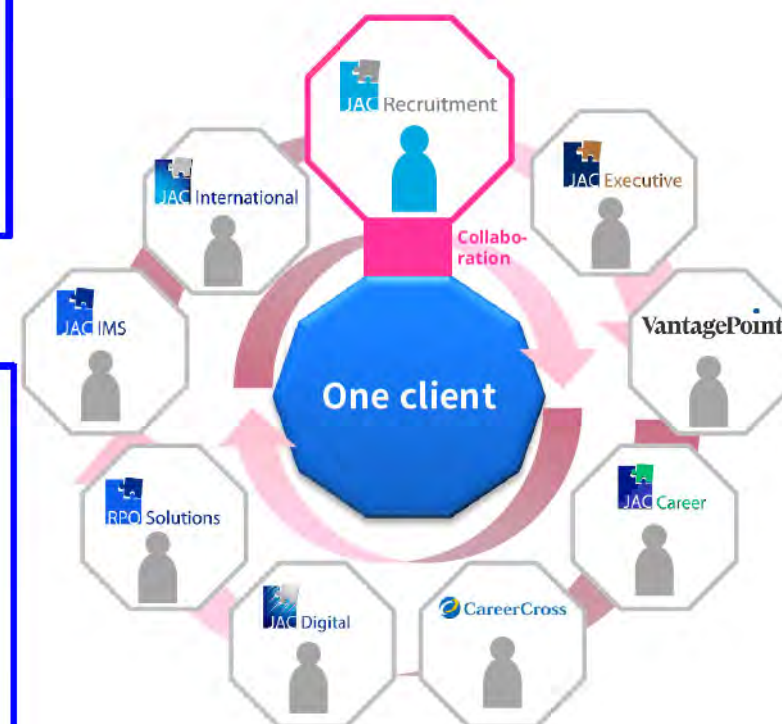 JAC Recruitment
JAC International
JAC Executive
Collabo-
ration
JAC IMS
VantagePoint
One client
RPO Solutions
JAC Career
JAC Digital
CareerCross